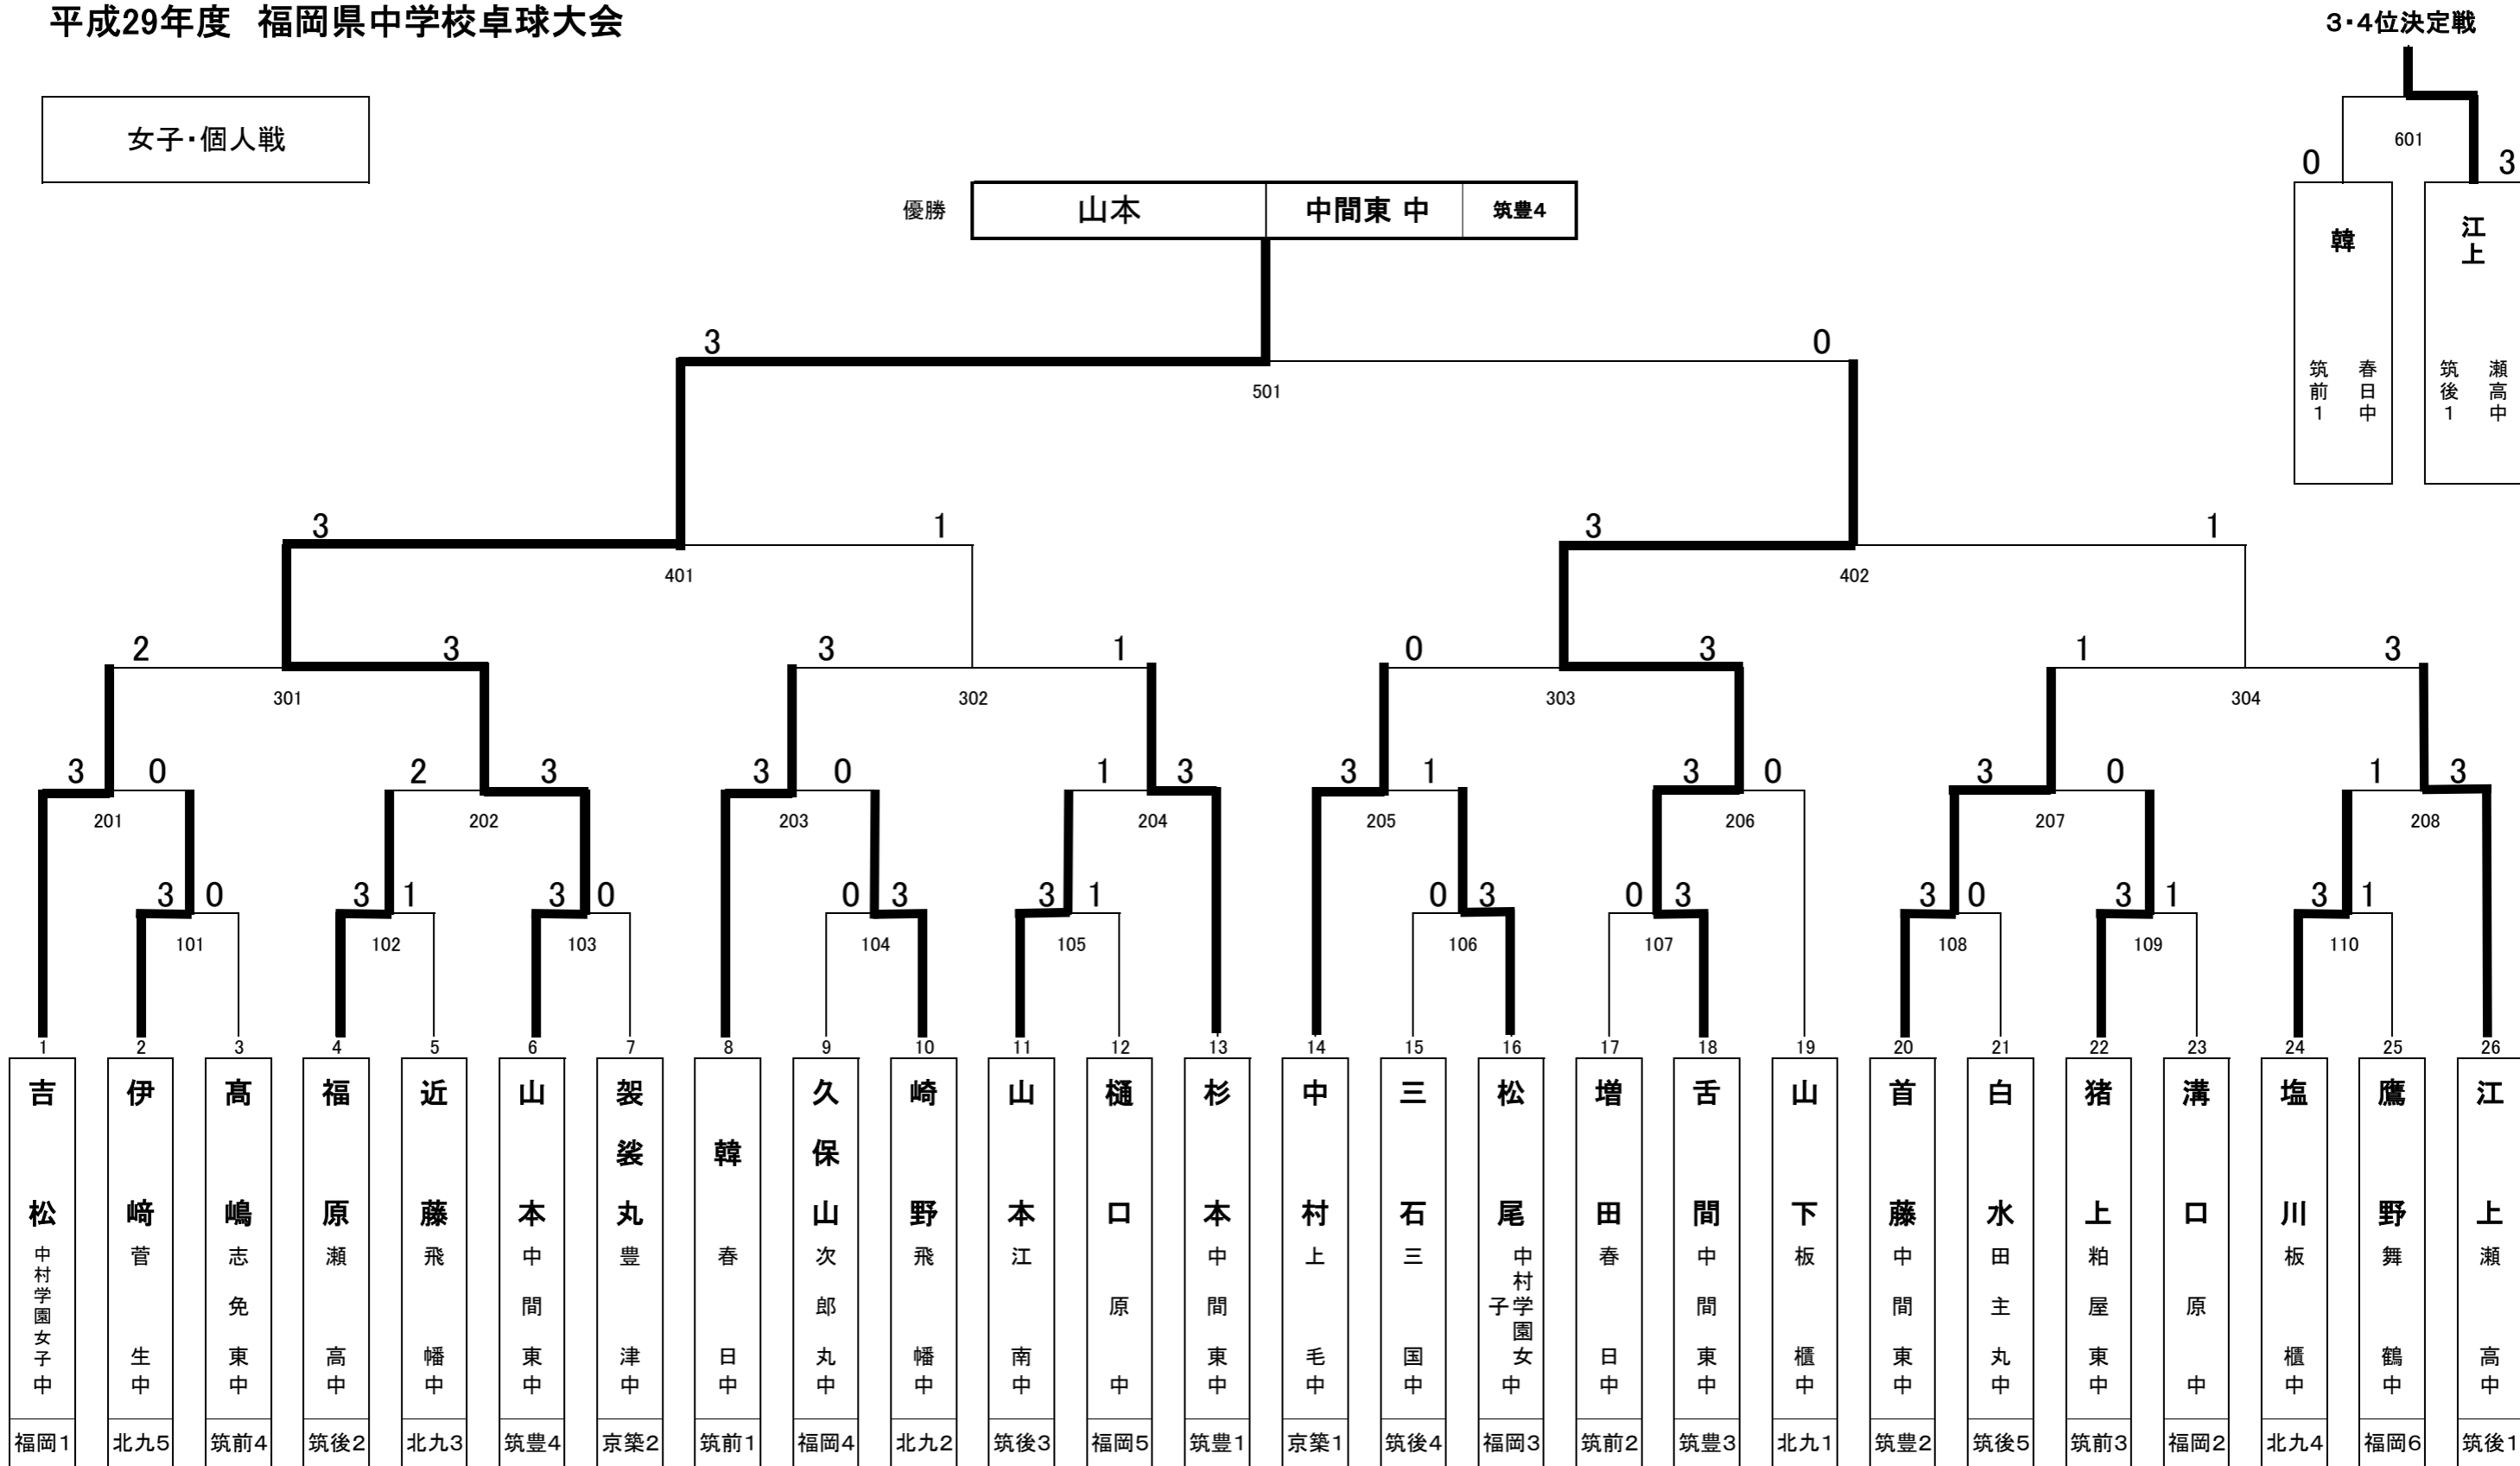 平成29年度 福岡県中学校卓球大会
3・4位決定戦
女子・個人戦
601
0 3
優勝 山本 中間東 中 筑豊4
韓 春日中 筑前1
江上 瀬高中 筑後1
3 0
501
3 1 3 1
401 402
2 3 3 1 0 3 1 3
301 302 303 304
3 0 2 3 3 0 1 3 3 1 3 0 3 0 1 3
201 202 203 204 205 206 207 208
3 0 3 1 3 0 0 3 3 1 0 3 0 3 3 0 3 1 3 1
101 102 103 104 105 106 107 108 109 110
1 吉松 中村学園女子中 福岡1
2 伊﨑 菅生中 北九5
3 髙嶋 志免東中 筑前4
4 福原 瀬高中 筑後2
5 近藤 飛幡中 北九3
6 山本 中間東中 筑豊4
7 袈裟丸 豊津中 京築2
8 韓 春日中 筑前1
9 久保山 次郎丸中 福岡4
10 崎野 飛幡中 北九2
11 山本 江南中 筑後3
12 樋口 原中 福岡5
13 杉本 中間東中 筑豊1
14 中村 上毛中 京築1
15 三石 三国中 筑後4
16 松尾 中村学園女子中 福岡3
17 増田 春日中 筑前2
18 舌間 中間東中 筑豊3
19 山下 板櫃中 北九1
20 首藤 中間東中 筑豊2
21 白水 田主丸中 筑後5
22 猪上 粕屋東中 筑前3
23 溝口 原中 福岡2
24 塩川 板櫃中 北九4
25 鷹野 舞鶴中 福岡6
26 江上 瀬高中 筑後1